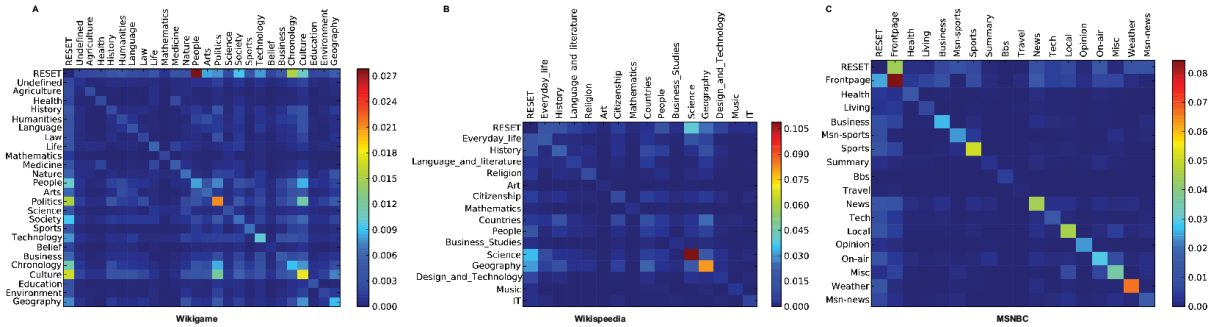 A
RESET
Undefined
Agriculture
Health
History
Humanities
Language
Law
Life
Mathematics
Medicine
Nature
People
Arts
Politics
Science
Society
Sports
Technology
Belief
Business
Chronology
Culture
Education
Environment
Geography
RESET
Undefined
Agriculture
Health
History
Humanities
Language
Law
Life
Mathematics
Medicine
Nature
People
Arts
Politics
Science
Society
Sports
Technology
Belief
Business
Chronology
Culture
Education
Environment
Geography
0.027
0.024
0.021
0.018
0.015
0.012
0.009
0.006
0.003
0.000
Wikigame
B
RESET
Everyday_life
History
Language and literature
Religion
Art
Citizenship
Mathematics
Countries
People
Business_Studies
Science
Geography
Design_and_Technology
Music
IT
RESET
Everyday_life
History
Language_and_literature
Religion
Art
Citizenship
Mathematics
Countries
People
Business_Studies
Science
Geography
Design_and_Technology
Music
IT
0.105
0.090
0.075
0.060
0.045
0.030
0.015
0.000
Wikispeedia
C
RESET
Frontpage
Health
Living
Business
Msn-sports
Sports
Summary
Bbs
Travel
News
Tech
Local
Opinion
On-air
Misc
Weather
Msn-news
RESET
Frontpage
Health
Living
Business
Msn-sports
Sports
Summary
Bbs
Travel
News
Tech
Local
Opinion
On-air
Misc
Weather
Msn-news
0.08
0.07
0.06
0.05
0.04
0.03
0.02
0.01
0.00
MSNBC